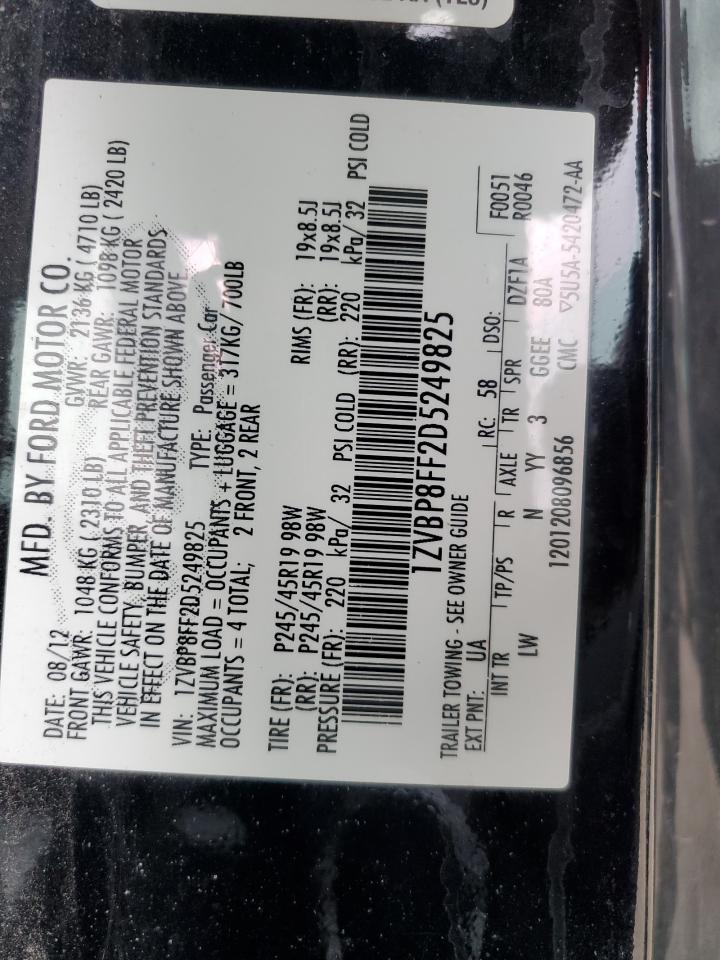 MFD. BY FORD MOTOR CO.
DATE: 08/12 GVWR: 2136 KG ( 4710 LB)
FRONT GAWR: 1048 KG ( 2310 LB) REAR GAWR: 1098 KG ( 2420 LB)
THIS VEHICLE CONFORMS TO ALL APPLICABLE FEDERAL MOTOR
VEHICLE SAFETY, BUMPER, AND THEFT PREVENTION STANDARDS
IN EFFECT ON THE DATE OF MANUFACTURE SHOWN ABOVE.
VIN: 1ZVBP8FF2D5249825 TYPE: Passenger Car
MAXIMUM LOAD = OCCUPANTS + LUGGAGE = 317KG/ 700LB
OCCUPANTS = 4 TOTAL; 2 FRONT, 2 REAR
TIRE (FR): P245/45R19 98W RIMS (FR): 19x8.5J
(RR): P245/45R19 98W (RR): 19x8.5J
PRESSURE (FR): 220 kPa/ 32 PSI COLD (RR): 220 kPa/ 32 PSI COLD
1ZVBP8FF2D5249825
TRAILER TOWING - SEE OWNER GUIDE
EXT PNT: UA RC: 58 DSO: F0051
R0046
INT TR TP/PS R AXLE TR SPR DZF1A
LW N YY 3 GGEE 80A
1201208096856 CMC ▽5U5A-5420472-AA